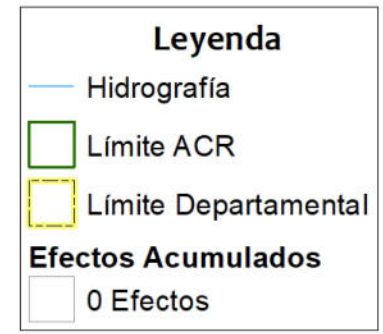 Leyenda
Hidrografía
Límite ACR
Límite Departamental
Efectos Acumulados
0 Efectos